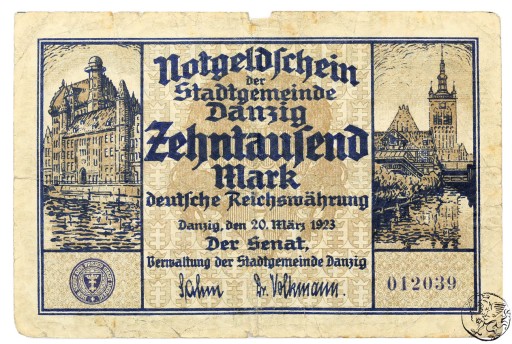 Notgeldschein
der
Stadtgemeinde
Danzig
Zehntausend
Mark
deutsche Reichswährung
Danzig, den 20. März 1923
Der Senat,
Verwaltung der Stadtgemeinde Danzig
Sahm Dr. Volkmann.
012039